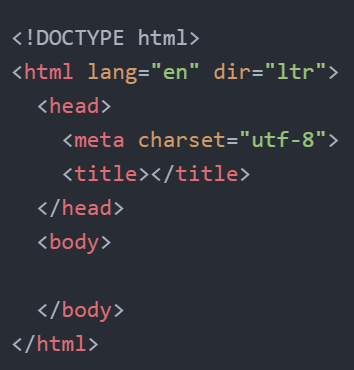 <!DOCTYPE html>
<html lang="en" dir="ltr">
  <head>
    <meta charset="utf-8">
    <title></title>
  </head>
  <body>

  </body>
</html>